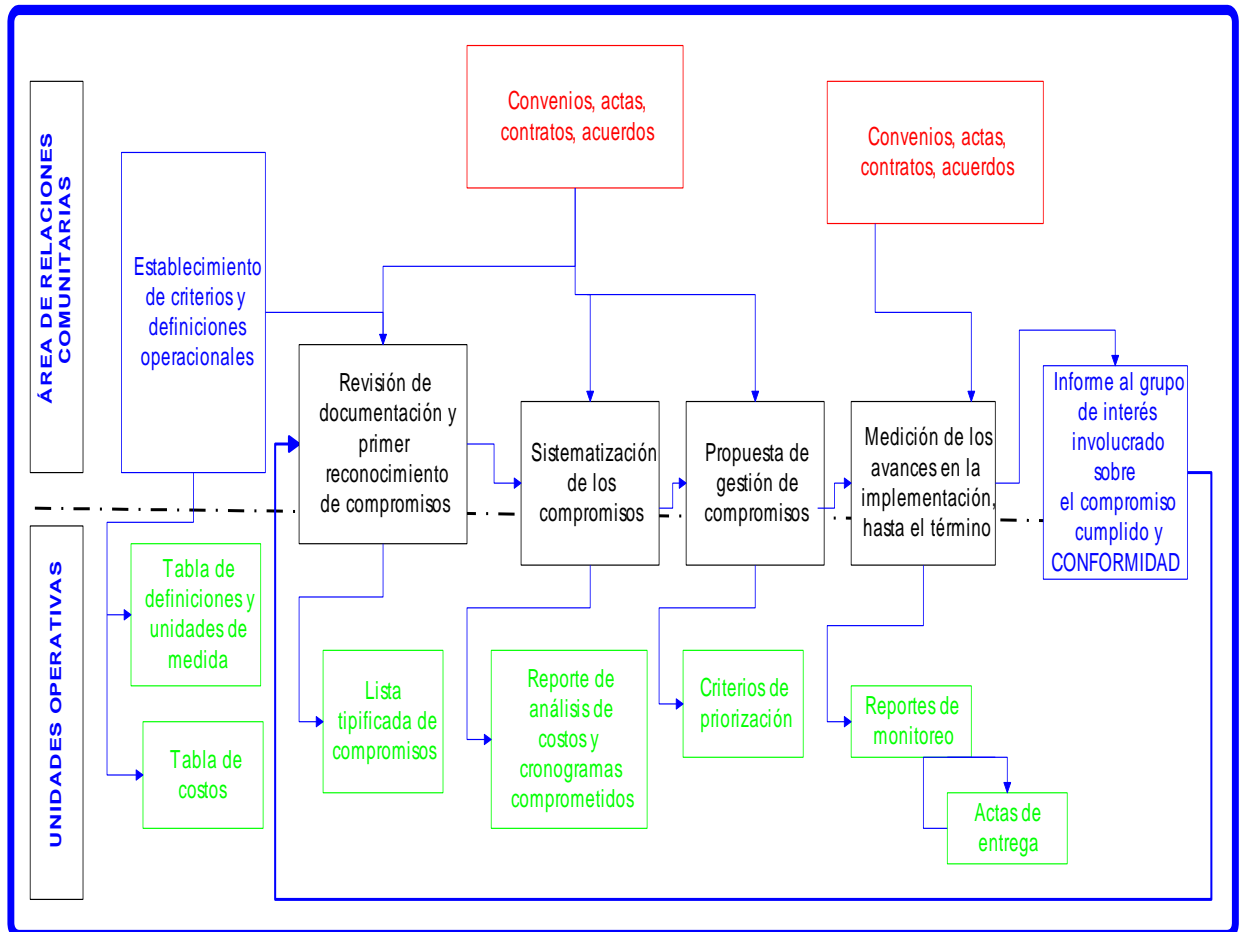 ÁREA DE RELACIONES
COMUNITARIAS
Convenios, actas,
contratos, acuerdos
Convenios, actas,
contratos, acuerdos
Establecimiento
de criterios y
definiciones
operacionales
Revisión de
documentación y
primer
reconocimiento
de compromisos
Sistematización
de los
compromisos
Propuesta de
gestión de
compromisos
Medición de los
avances en la
implementación,
hasta el término
Informe al grupo
de interés
involucrado
sobre
el compromiso
cumplido y
CONFORMIDAD
UNIDADES OPERATIVAS
Tabla de
definiciones y
unidades de
medida
Tabla de
costos
Lista
tipificada de
compromisos
Reporte de
análisis de
costos y
cronogramas
comprometidos
Criterios de
priorización
Reportes de
monitoreo
Actas de
entrega